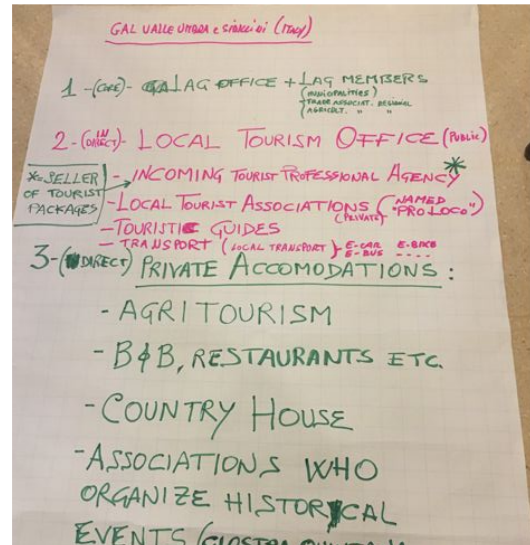 GAL VALLE UMBRA e SIBILLINI (ITALY)
1 -(CORE)- LAG OFFICE + LAG MEMBERS
(MUNICIPALITIES)
- TRADE ASSOCIAT. REGIONAL
AGRICOLT. " "
2 -(INDIRECT)- LOCAL TOURISM OFFICE (PUBLIC)
*= SELLER OF TOURIST PACKAGES
- INCOMING TOURIST PROFESSIONAL AGENCY *
- LOCAL TOURIST ASSOCIATIONS (NAMED "PRO LOCO")
(PRIVATE)
- TOURISTIC GUIDES
- TRANSPORT (LOCAL TRANSPORT) - E-CAR E-BIKE
E-BUS ....
3 -(DIRECT) PRIVATE ACCOMODATIONS :
- AGRITOURISM
- B&B, RESTAURANTS ETC.
- COUNTRY HOUSE
- ASSOCIATIONS WHO
ORGANIZE HISTORYCAL
EVENTS